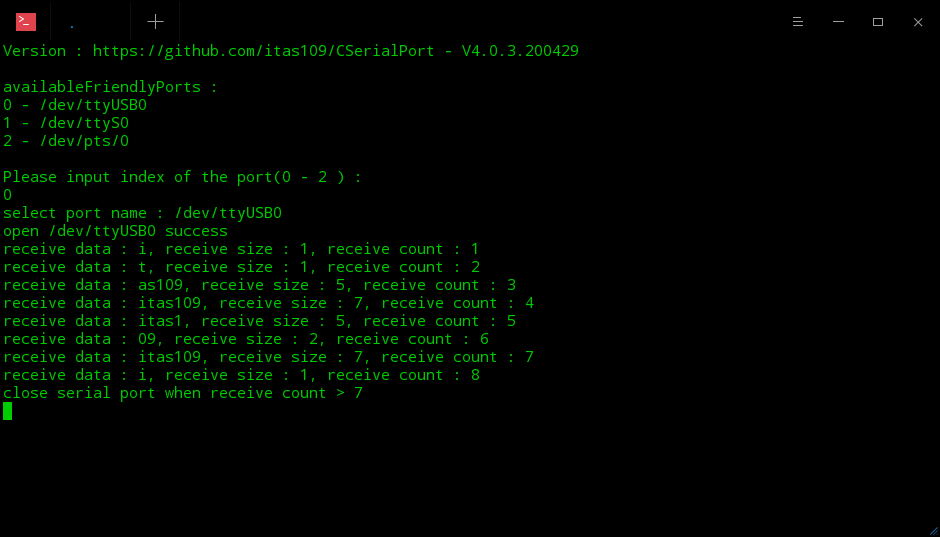 Version : https://github.com/itas109/CSerialPort - V4.0.3.200429
availableFriendlyPorts :
0 - /dev/ttyUSB0
1 - /dev/ttyS0
2 - /dev/pts/0
Please input index of the port(0 - 2 ) :
0
select port name : /dev/ttyUSB0
open /dev/ttyUSB0 success
receive data : i, receive size : 1, receive count : 1
receive data : t, receive size : 1, receive count : 2
receive data : as109, receive size : 5, receive count : 3
receive data : itas109, receive size : 7, receive count : 4
receive data : itas1, receive size : 5, receive count : 5
receive data : 09, receive size : 2, receive count : 6
receive data : itas109, receive size : 7, receive count : 7
receive data : i, receive size : 1, receive count : 8
close serial port when receive count > 7